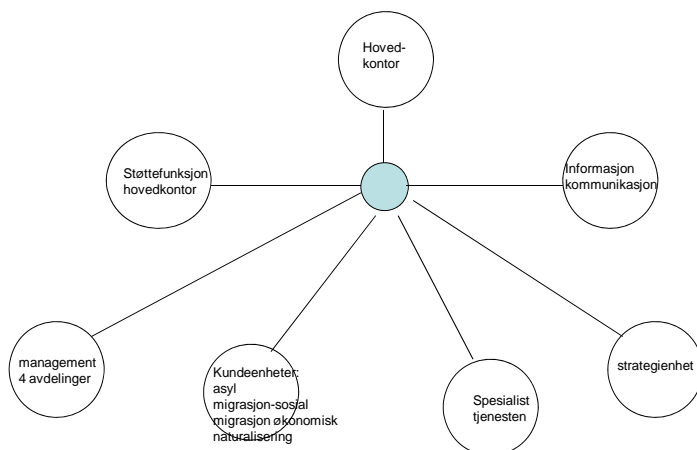 Hoved-
kontor
Støttefunksjon
hovedkontor
Informasjon
kommunikasjon
management
4 avdelinger
Kundeenheter:
asyl
migrasjon-sosial
migrasjon økonomisk
naturalisering
Spesialist
tjenesten
strategienhet